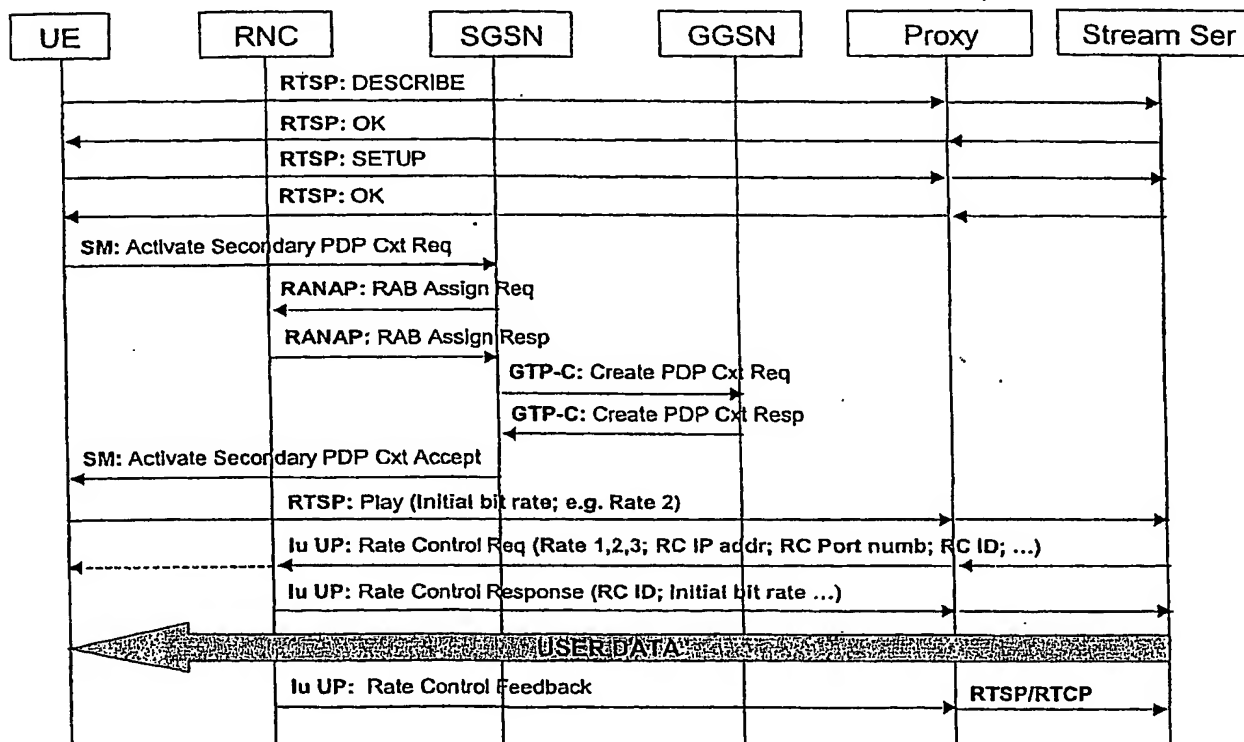 UE RNC SGSN GGSN Proxy Stream Ser
RTSP: DESCRIBE
RTSP: OK
RTSP: SETUP
RTSP: OK
SM: Activate Secondary PDP Cxt Req
RANAP: RAB Assign Req
RANAP: RAB Assign Resp
GTP-C: Create PDP Cxt Req
GTP-C: Create PDP Cxt Resp
SM: Activate Secondary PDP Cxt Accept
RTSP: Play (Initial bit rate; e.g. Rate 2)
Iu UP: Rate Control Req (Rate 1,2,3; RC IP addr; RC Port numb; RC ID; ...)
Iu UP: Rate Control Response (RC ID; Initial bit rate ...)
USER DATA
Iu UP: Rate Control Feedback
RTSP/RTCP